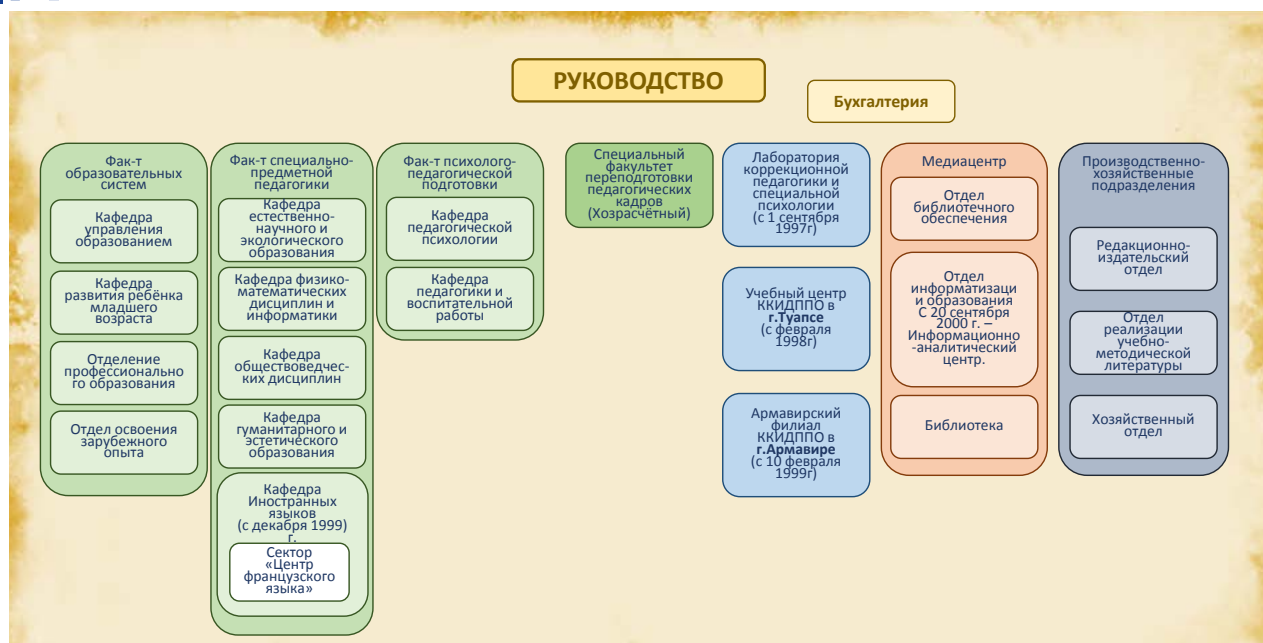 РУКОВОДСТВО
Бухгалтерия
Фак-т
образовательных
систем
Кафедра
управления
образованием
Кафедра
развития ребёнка
младшего
возраста
Отделение
профессионально
го образования
Отдел освоения
зарубежного
опыта
Фак-т специально-
предметной
педагогики
Кафедра
естественно-
научного и
экологического
образования
Кафедра физико-
математических
дисциплин и
информатики
Кафедра
обществоведчес-
ких дисциплин
Кафедра
гуманитарного и
эстетического
образования
Кафедра
Иностранных
языков
(с декабря 1999)
г.
Сектор
«Центр
французского
языка»
Фак-т психолого-
педагогической
подготовки
Кафедра
педагогической
психологии
Кафедра
педагогики и
воспитательной
работы
Специальный
факультет
переподготовки
педагогических
кадров
(Хозрасчётный)
Лаборатория
коррекционной
педагогики и
специальной
психологии
(с 1 сентября
1997г)
Учебный центр
ККИДППО в
г.Туапсе
(с февраля
1998г)
Армавирский
филиал
ККИДППО в
г.Армавире
(с 10 февраля
1999г)
Медиацентр
Отдел
библиотечного
обеспечения
Отдел
информатизаци
и образования
С 20 сентября
2000 г. –
Информационно
-аналитический
центр.
Библиотека
Производственно-
хозяйственные
подразделения
Редакционно-
издательский
отдел
Отдел
реализации
учебно-
методической
литературы
Хозяйственный
отдел